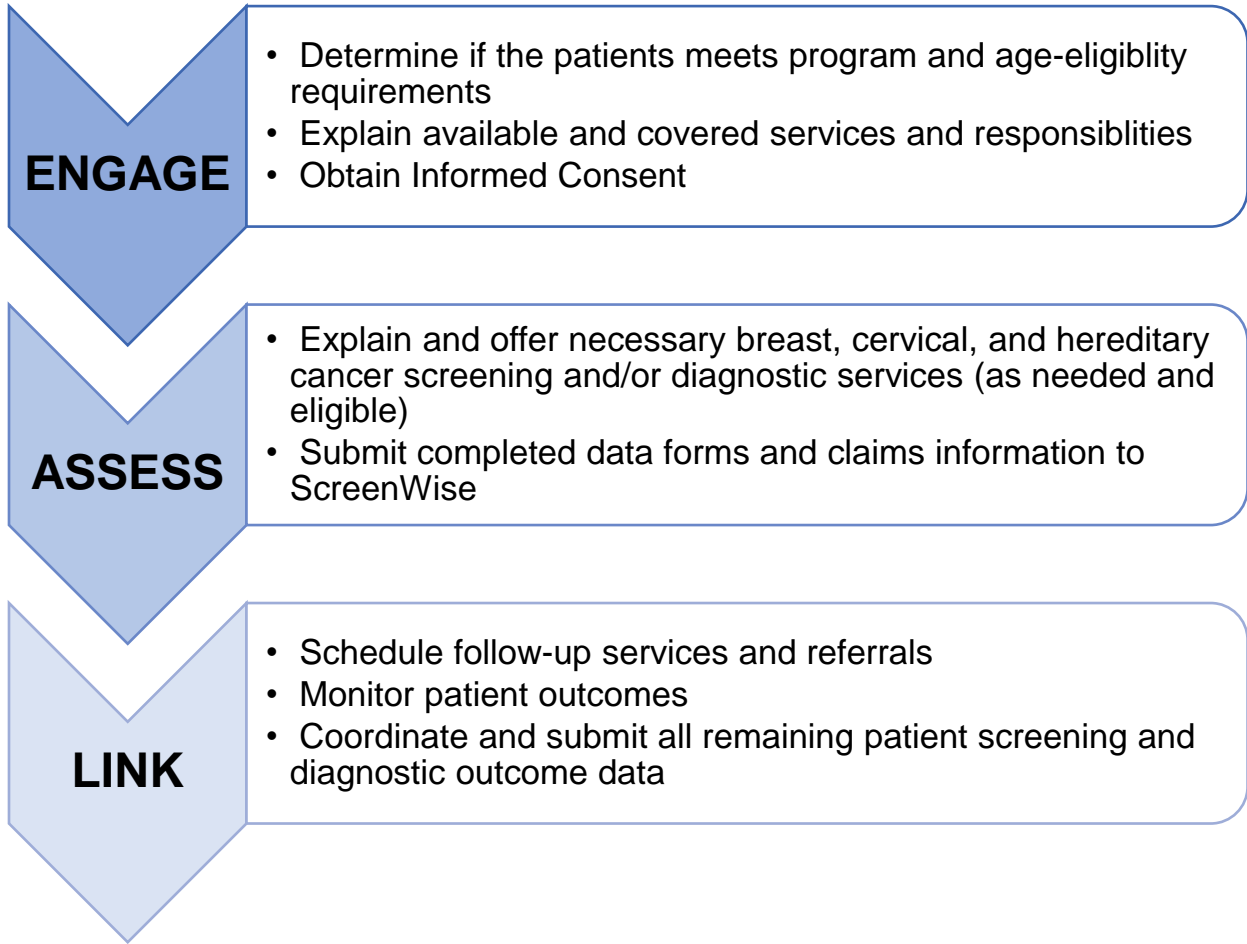 ENGAGE
• Determine if the patients meets program and age-eligiblity
requirements
• Explain available and covered services and responsiblities
• Obtain Informed Consent
ASSESS
• Explain and offer necessary breast, cervical, and hereditary
cancer screening and/or diagnostic services (as needed and
eligible)
• Submit completed data forms and claims information to
ScreenWise
LINK
• Schedule follow-up services and referrals
• Monitor patient outcomes
• Coordinate and submit all remaining patient screening and
diagnostic outcome data